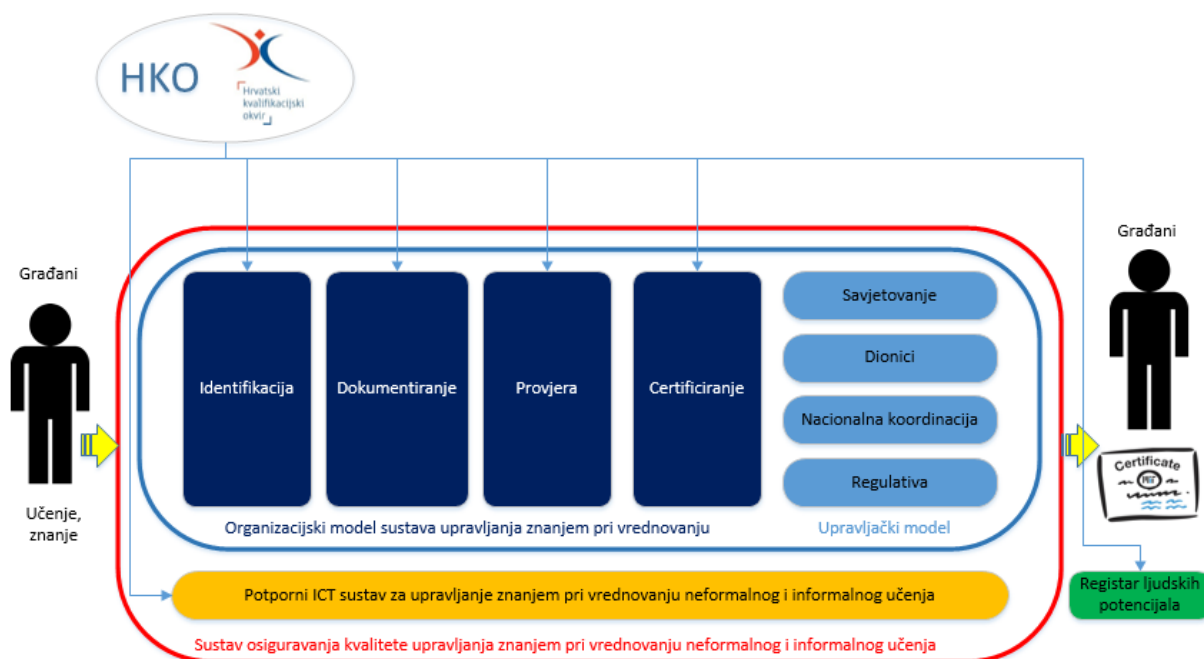 HKO
Hrvatski
kvalifikacijski
okvir
Građani
Građani
Identifikacija
Dokumentiranje
Provjera
Certificiranje
Savjetovanje
Dionici
Nacionalna koordinacija
Regulativa
Učenje,
znanje
Certificate
Organizacijski model sustava upravljanja znanjem pri vrednovanju
Upravljački model
Potporni ICT sustav za upravljanje znanjem pri vrednovanju neformalnog i informalnog učenja
Registar ljudskih
potencijala
Sustav osiguravanja kvalitete upravljanja znanjem pri vrednovanju neformalnog i informalnog učenja